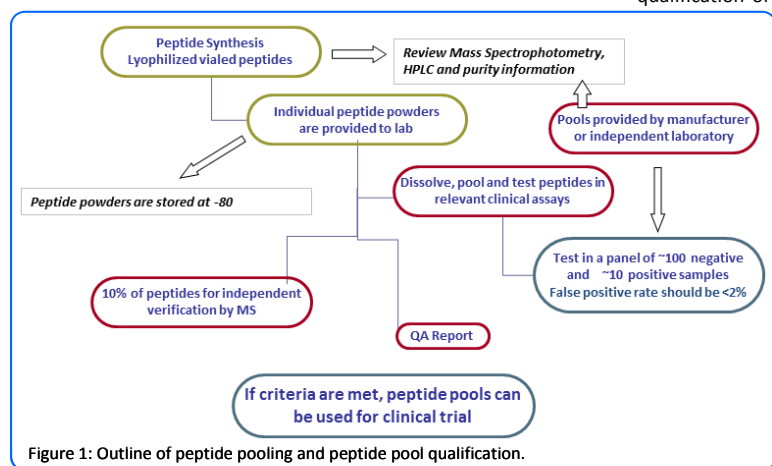 qualification of
Peptide Synthesis
Lyophilized vialed peptides
Review Mass Spectrophotometry,
HPLC and purity information
Individual peptide powders
are provided to lab
Pools provided by manufacturer
or independent laboratory
Peptide powders are stored at -80
Dissolve, pool and test peptides in
relevant clinical assays
10% of peptides for independent
verification by MS
Test in a panel of ~100 negative
and ~10 positive samples
False positive rate should be <2%
QA Report
If criteria are met, peptide pools can
be used for clinical trial
Figure 1: Outline of peptide pooling and peptide pool qualification.